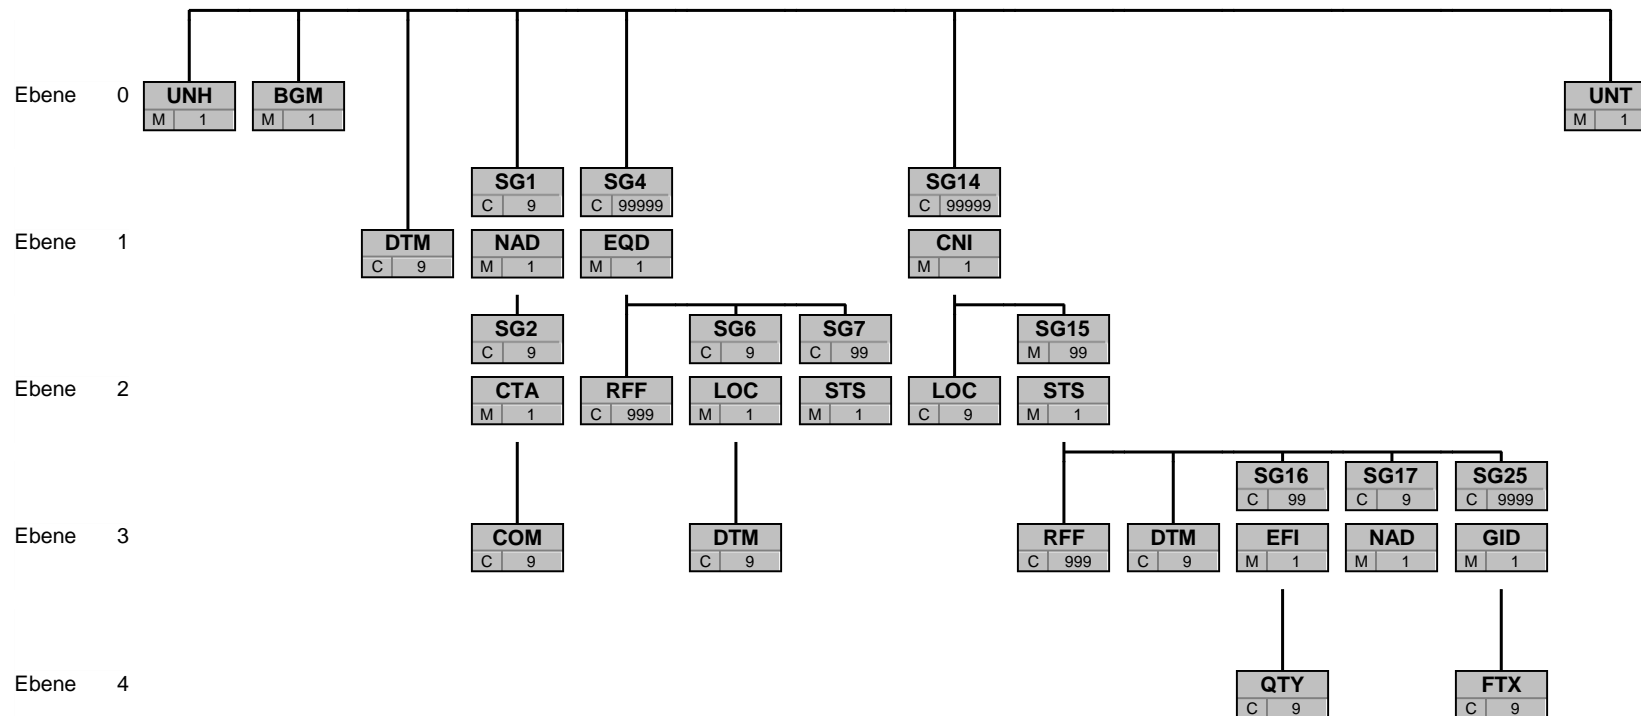 Ebene 0 UNH BGM UNT
M 1 M 1 M 1
SG1 SG4 SG14
C 9 C 99999 C 99999
Ebene 1 DTM NAD EQD CNI
C 9 M 1 M 1 M 1
SG2 SG6 SG7 SG15
C 9 C 9 C 99 M 99
Ebene 2 CTA RFF LOC STS LOC STS
M 1 C 999 M 1 M 1 C 9 M 1
SG16 SG17 SG25
C 99 C 9 C 9999
Ebene 3 COM DTM RFF DTM EFI NAD GID
C 9 C 9 C 999 C 9 M 1 M 1 M 1
Ebene 4 QTY FTX
C 9 C 9